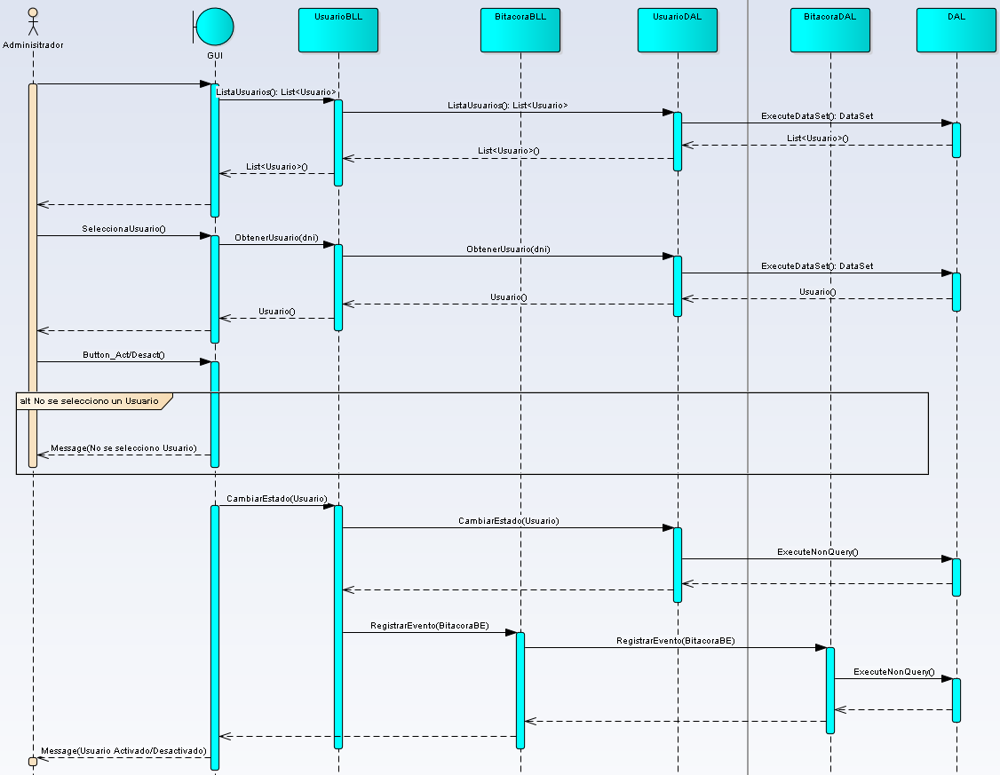 UsuarioBLL
BitacoraBLL
UsuarioDAL
BitacoraDAL
DAL
Adminisitrador
GUI
ListaUsuarios(): List<Usuario>
ListaUsuarios(): List<Usuario>
ExecuteDataSet(): DataSet
List<Usuario>()
List<Usuario>()
List<Usuario>()
SeleccionaUsuario()
ObtenerUsuario(dni)
ObtenerUsuario(dni)
ExecuteDataSet(): DataSet
Usuario()
Usuario()
Usuario()
Button_Act/Desact()
alt No se selecciono un Usuario
Message(No se selecciono Usuario)
CambiarEstado(Usuario)
CambiarEstado(Usuario)
ExecuteNonQuery()
RegistrarEvento(BitacoraBE)
RegistrarEvento(BitacoraBE)
ExecuteNonQuery()
Message(Usuario Activado/Desactivado)